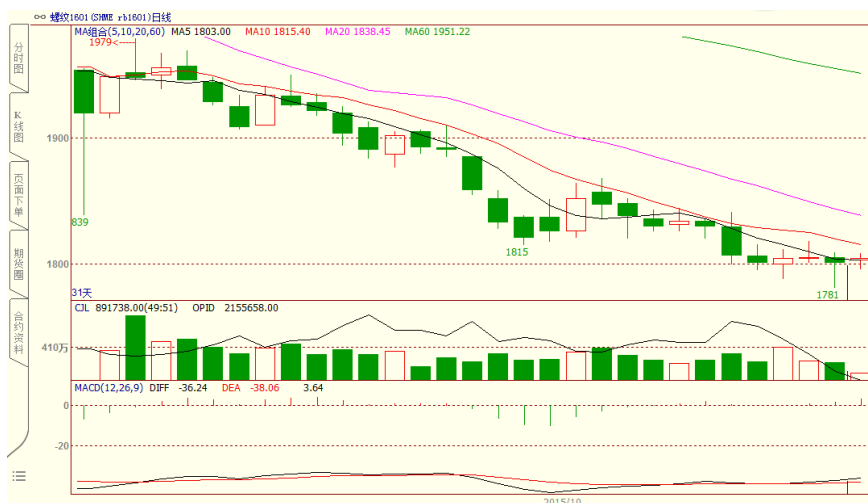 螺纹1601(SHME rb1601)日线
MA组合(5,10,20,60) MA5 1803.00 MA10 1815.40 MA20 1838.45 MA60 1951.22
1979<----
分时图
K线图
页面下单
期货圈
合约资料
1900
839
1815
1800
1781
31天
CJL 891738.00(49:51) OPID 2155658.00
410万
MACD(12,26,9) DIFF -36.24 DEA -38.06 3.64
0
-20
2015/10